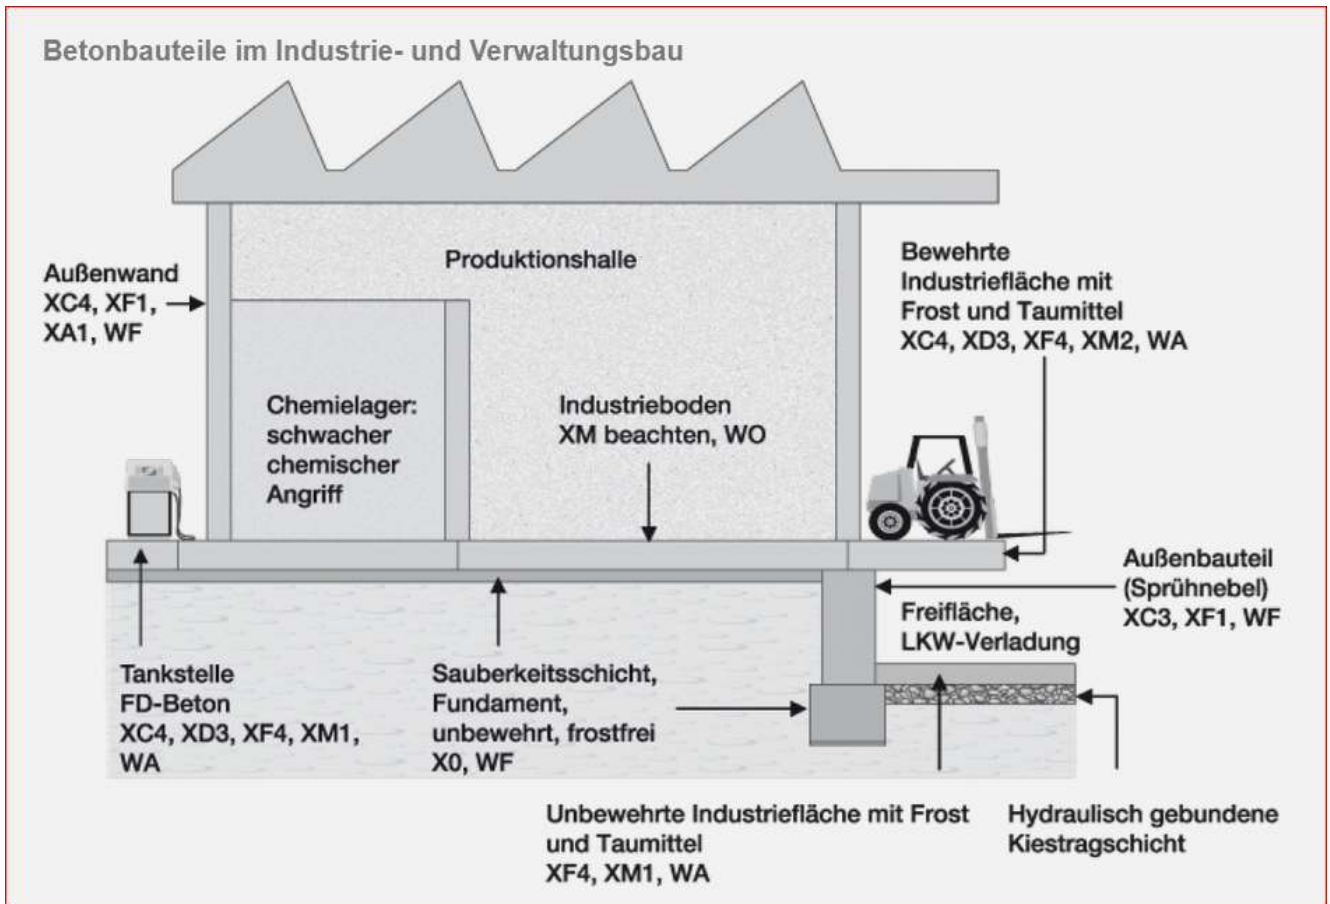 Betonbauteile im Industrie- und Verwaltungsbau
Produktionshalle
Außenwand
XC4, XF1,
XA1, WF
Bewehrte
Industriefläche mit
Frost und Taumittel
XC4, XD3, XF4, XM2, WA
Chemielager:
schwacher
chemischer
Angriff
Industrieboden
XM beachten, WO
Außenbauteil
(Sprühnebel)
XC3, XF1, WF
Freifläche,
LKW-Verladung
Tankstelle
FD-Beton
XC4, XD3, XF4, XM1,
WA
Sauberkeitsschicht,
Fundament,
unbewehrt, frostfrei
X0, WF
Unbewehrte Industriefläche mit Frost
und Taumittel
XF4, XM1, WA
Hydraulisch gebundene
Kiestragschicht